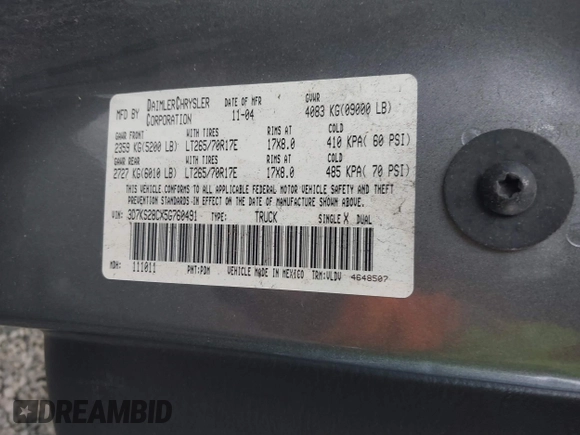 MFD BY DAIMLERCHRYSLER CORPORATION DATE OF MFR 11-04 GVWR 4083 KG(09000 LB)
GAWR FRONT WITH TIRES RIMS AT COLD
2359 KG(5200 LB) LT265/70R17E 17X8.0 410 KPA( 60 PSI)
GAWR REAR WITH TIRES RIMS AT COLD
2727 KG(6010 LB) LT265/70R17E 17X8.0 485 KPA( 70 PSI)
THIS VEHICLE CONFORMS TO ALL APPLICABLE FEDERAL MOTOR VEHICLE SAFETY AND THEFT
PREVENTION STANDARDS IN EFFECT ON THE DATE OF MANUFACTURE SHOWN ABOVE.
VIN: 3D7KS28CX5G760491 TYPE: TRUCK SINGLE X DUAL
MDH: 111011 PNT:PDM VEHICLE MADE IN MEXICO TRM:VLDV 4648507
DREAMBID